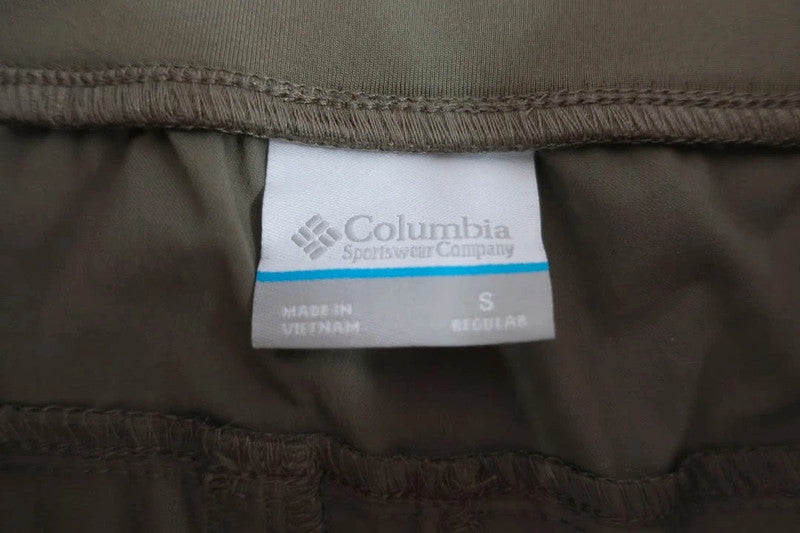 Columbia
Sportswear Company
MADE IN
VIETNAM
S
REGULAR